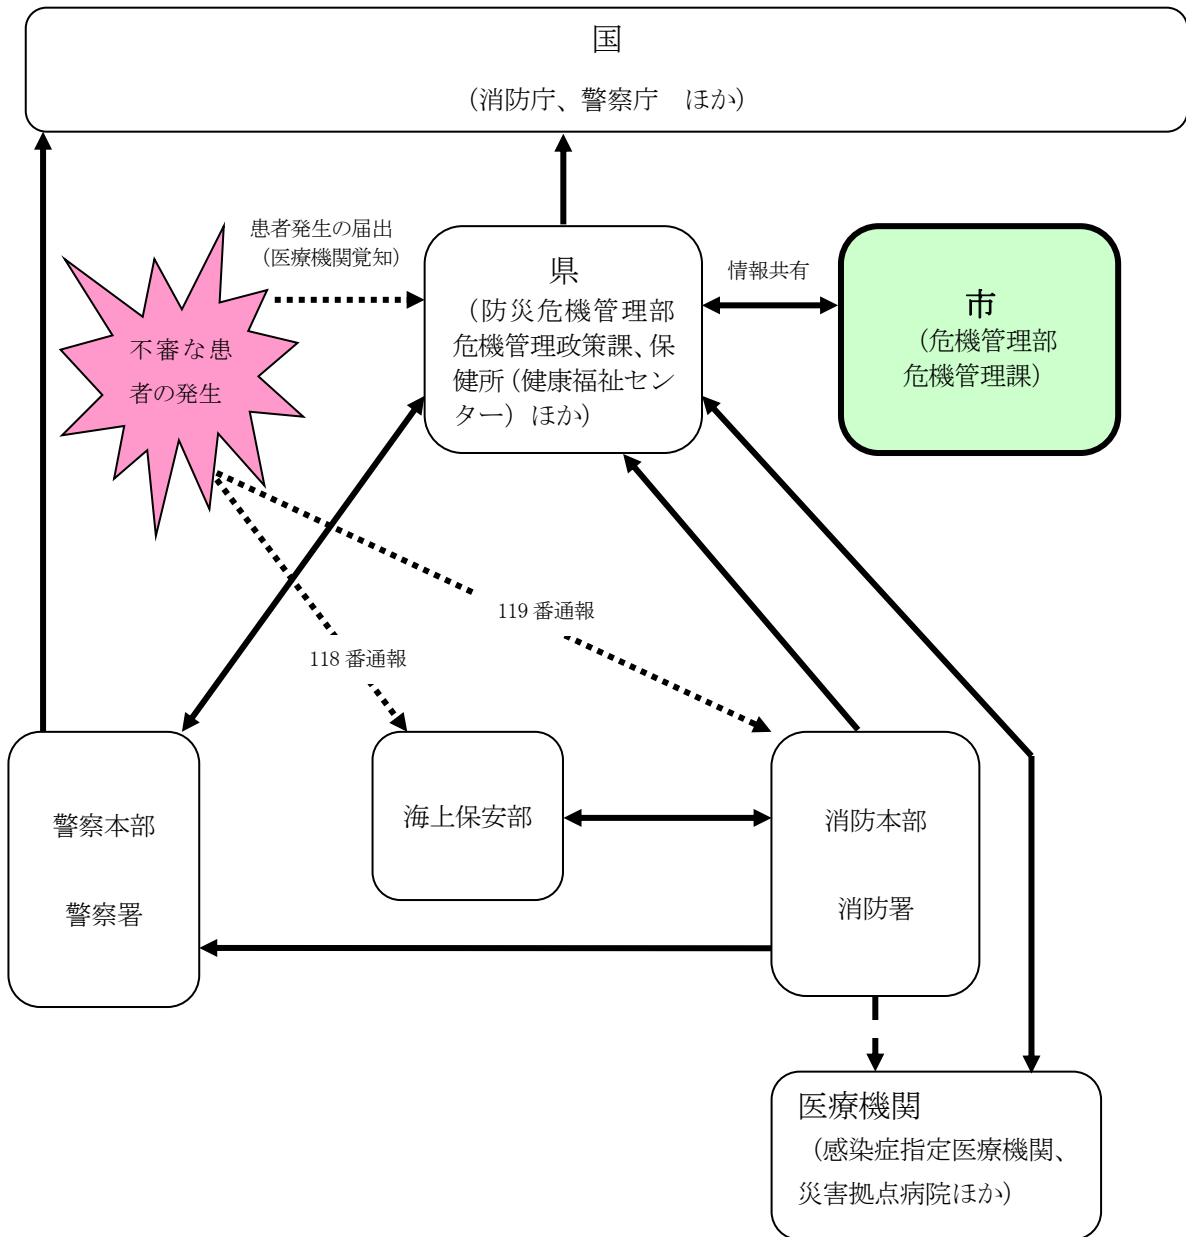 国
（消防庁、警察庁　ほか）
患者発生の届出
（医療機関覚知）
県
（防災危機管理部
危機管理政策課、保
健所（健康福祉セン
ター）ほか）
情報共有
市
（危機管理部
危機管理課）
不審な患
者の発生
119 番通報
118 番通報
警察本部
警察署
海上保安部
消防本部
消防署
医療機関
（感染症指定医療機関、
災害拠点病院ほか）